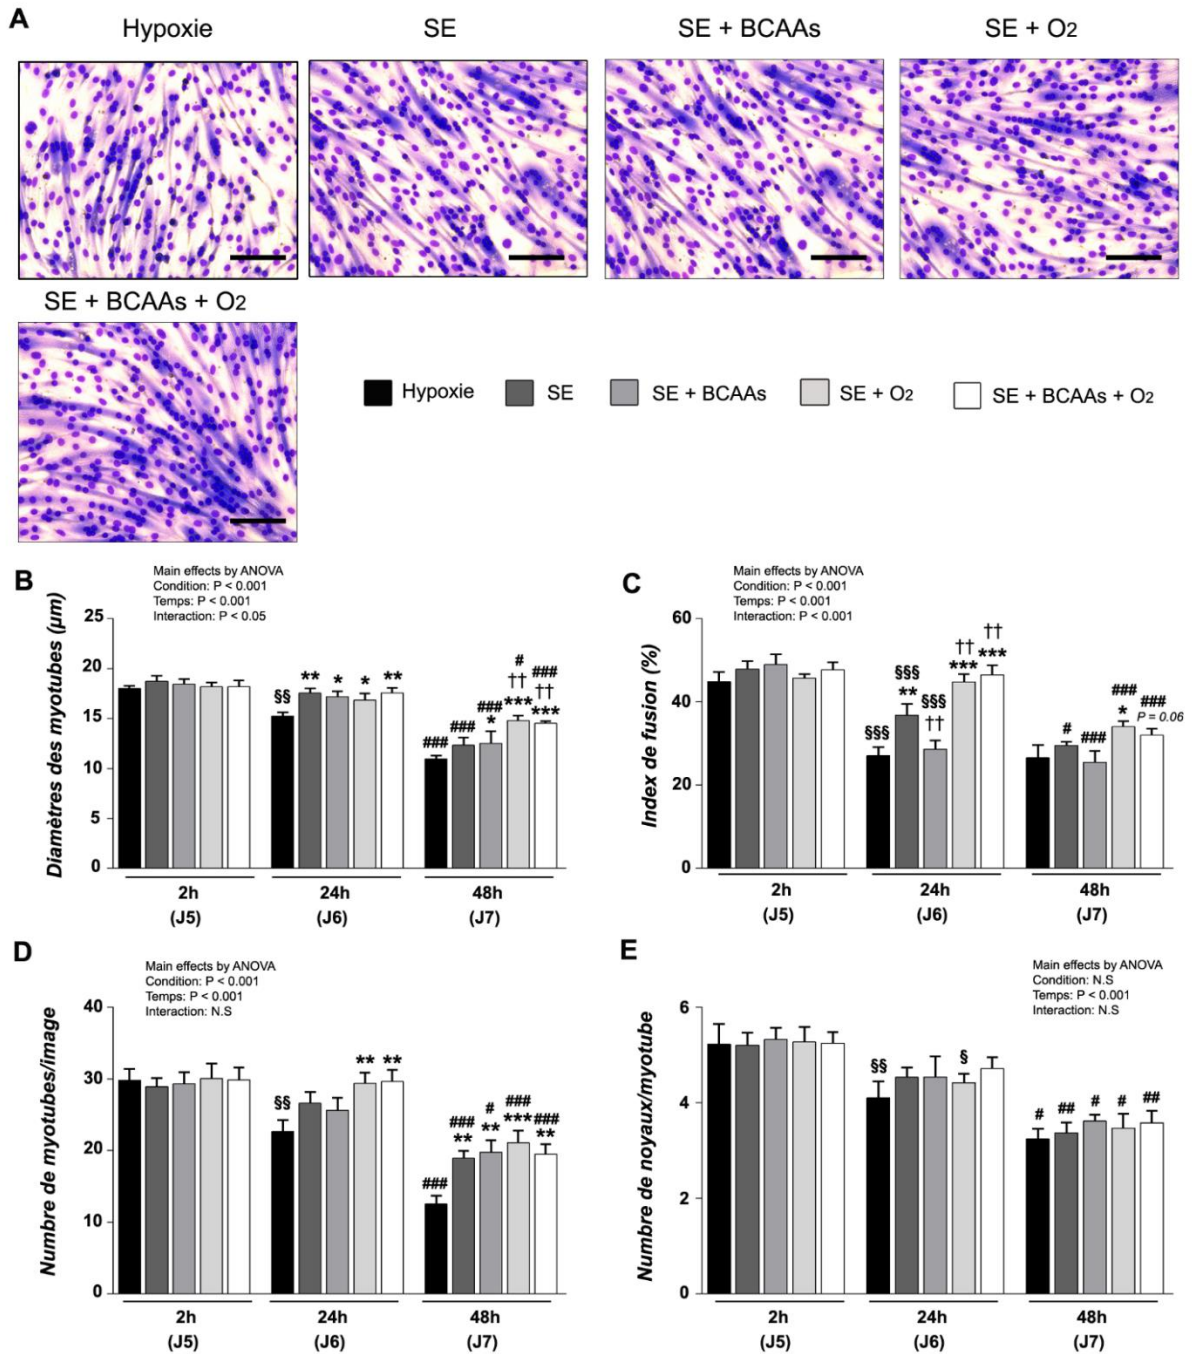 A
Hypoxie
SE
SE + BCAAs
SE + O2
SE + BCAAs + O2
Hypoxie
SE
SE + BCAAs
SE + O2
SE + BCAAs + O2
B
Main effects by ANOVA
Condition: P < 0.001
Temps: P < 0.001
Interaction: P < 0.05
Diamètres des myotubes (µm)
25
20
15
10
5
0
§§
**
*
*
**
###
###
###
*
#
††
***
###
††
***
2h
(J5)
24h
(J6)
48h
(J7)
C
Main effects by ANOVA
Condition: P < 0.001
Temps: P < 0.001
Interaction: P < 0.001
Index de fusion (%)
60
40
20
0
§§§
§§§
**
§§§
††
††
***
††
***
#
###
###
*
###
P = 0.06
2h
(J5)
24h
(J6)
48h
(J7)
D
Main effects by ANOVA
Condition: P < 0.001
Temps: P < 0.001
Interaction: N.S
Numbre de myotubes/image
40
30
20
10
0
§§
**
**
###
###
**
#
**
###
***
###
**
2h
(J5)
24h
(J6)
48h
(J7)
E
Main effects by ANOVA
Condition: N.S
Temps: P < 0.001
Interaction: N.S
Numbre de noyaux/myotube
6
4
2
0
§§
§
#
##
#
#
##
2h
(J5)
24h
(J6)
48h
(J7)